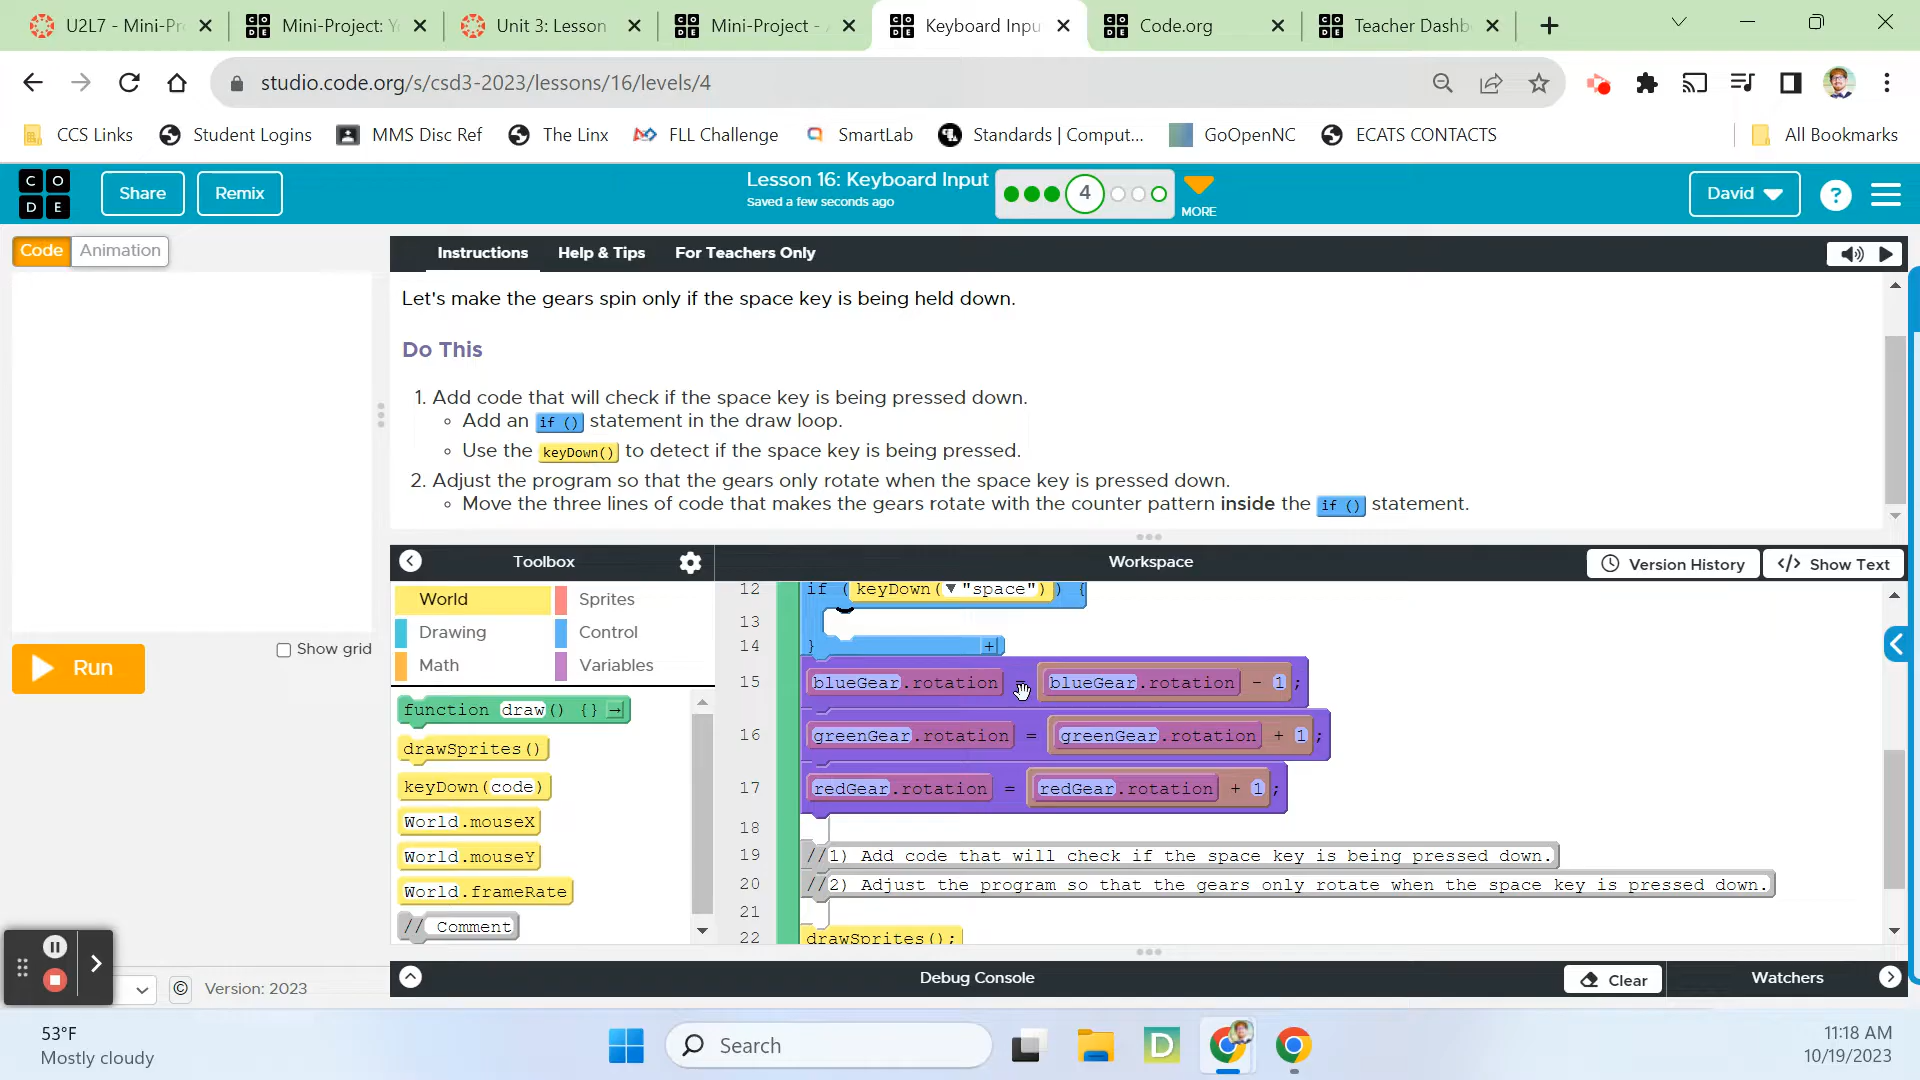 U2L7 - Mini-Pr
Mini-Project: Y
Unit 3: Lesson
Mini-Project - A
Keyboard Inpu
Code.org
Teacher Dashb
studio.code.org/s/csd3-2023/lessons/16/levels/4
CCS Links
Student Logins
MMS Disc Ref
The Linx
FLL Challenge
SmartLab
Standards | Comput...
GoOpenNC
ECATS CONTACTS
All Bookmarks
C O
D E
Share
Remix
Lesson 16: Keyboard Input
Saved a few seconds ago
4
MORE
David
?
Code
Animation
Instructions
Help & Tips
For Teachers Only
Let's make the gears spin only if the space key is being held down.
Do This
1. Add code that will check if the space key is being pressed down.
Add an if () statement in the draw loop.
Use the keyDown() to detect if the space key is being pressed.
2. Adjust the program so that the gears only rotate when the space key is pressed down.
Move the three lines of code that makes the gears rotate with the counter pattern inside the if () statement.
Toolbox
Workspace
Version History
</> Show Text
World
Sprites
Drawing
Control
Math
Variables
Run
Show grid
function draw() {}
drawSprites()
keyDown(code)
World.mouseX
World.mouseY
World.frameRate
// Comment
12 if (keyDown("space")) {
13
14 } +
15 blueGear.rotation = blueGear.rotation - 1;
16 greenGear.rotation = greenGear.rotation + 1;
17 redGear.rotation = redGear.rotation + 1;
18
19 //1) Add code that will check if the space key is being pressed down.
20 //2) Adjust the program so that the gears only rotate when the space key is pressed down.
21
22 drawSprites();
Debug Console
Clear
Watchers
© Version: 2023
53°F
Mostly cloudy
Search
D
11:18 AM
10/19/2023